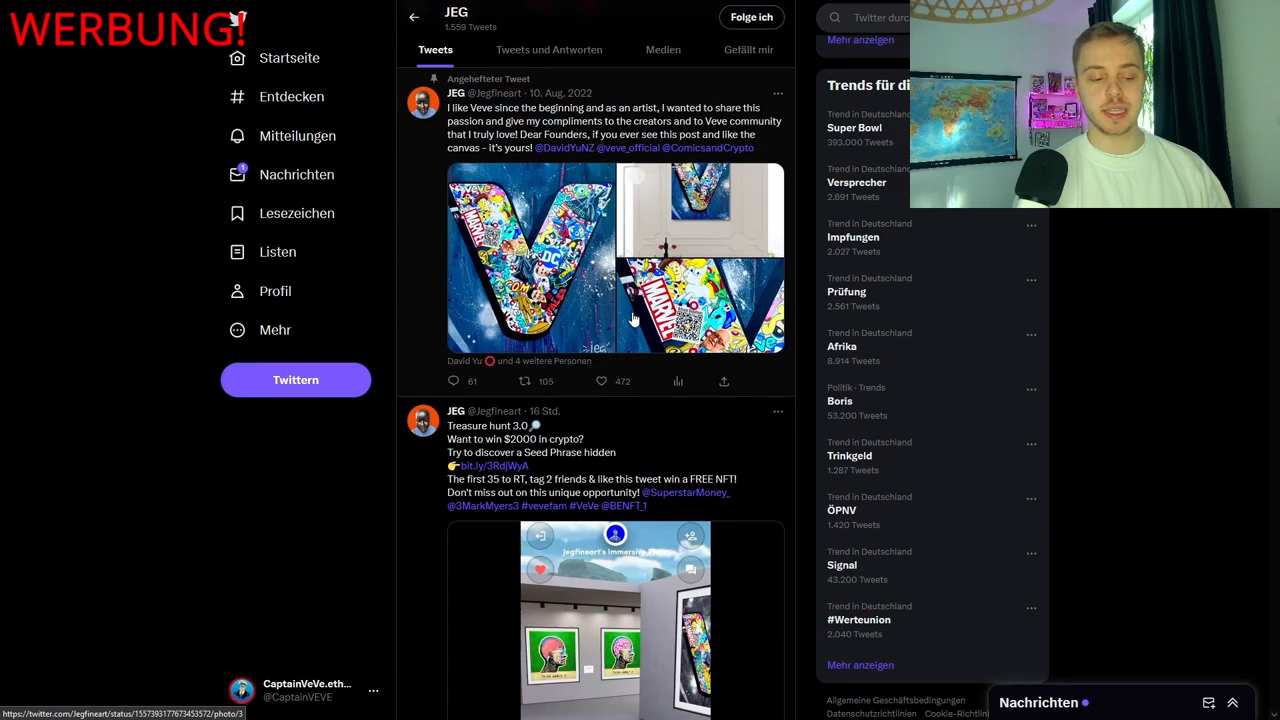 WERBUNG!
Startseite
Entdecken
Mitteilungen
1
Nachrichten
Lesezeichen
Listen
Profil
Mehr
Twittern
CaptainVeVe.eth...
@CaptainVEVE
https://twitter.com/Jegfineart/status/1557393177673453572/photo/3
JEG
1.559 Tweets
Folge ich
Tweets
Tweets und Antworten
Medien
Gefällt mir
Angehefteter Tweet
JEG @Jegfineart · 10. Aug. 2022
I like Veve since the beginning and as an artist, I wanted to share this
passion and give my compliments to the creators and to Veve community
that I truly love! Dear Founders, if you ever see this post and like the
canvas - it's yours! @DavidYuNZ @veve_official @ComicsandCrypto
VeVe
MARVEL
DC
jeg
MARVEL
David Yu ⭕ und 4 weitere Personen
61
105
472
JEG @Jegfineart · 16 Std.
Treasure hunt 3.0🔎
Want to win $2000 in crypto?
Try to discover a Seed Phrase hidden
👉bit.ly/3RdjWyA
The first 35 to RT, tag 2 friends & like this tweet win a FREE NFT!
Don't miss out on this unique opportunity! @SuperstarMoney_
@3MarkMyers3 #vevefam #VeVe @BENFT_1
Twitter durc
Mehr anzeigen
Trends für di
Trend in Deutschland
Super Bowl
393.000 Tweets
Trend in Deutschland
Versprecher
2.691 Tweets
Trend in Deutschland
Impfungen
2.027 Tweets
Trend in Deutschland
Prüfung
2.561 Tweets
Trend in Deutschland
Afrika
8.914 Tweets
Politik · Trends
Boris
53.200 Tweets
Trend in Deutschland
Trinkgeld
1.287 Tweets
Trend in Deutschland
ÖPNV
1.420 Tweets
Trend in Deutschland
Signal
43.200 Tweets
Trend in Deutschland
#Werteunion
2.040 Tweets
Mehr anzeigen
Allgemeine Geschäftsbedingungen
Datenschutzrichtlinien
Nachrichten